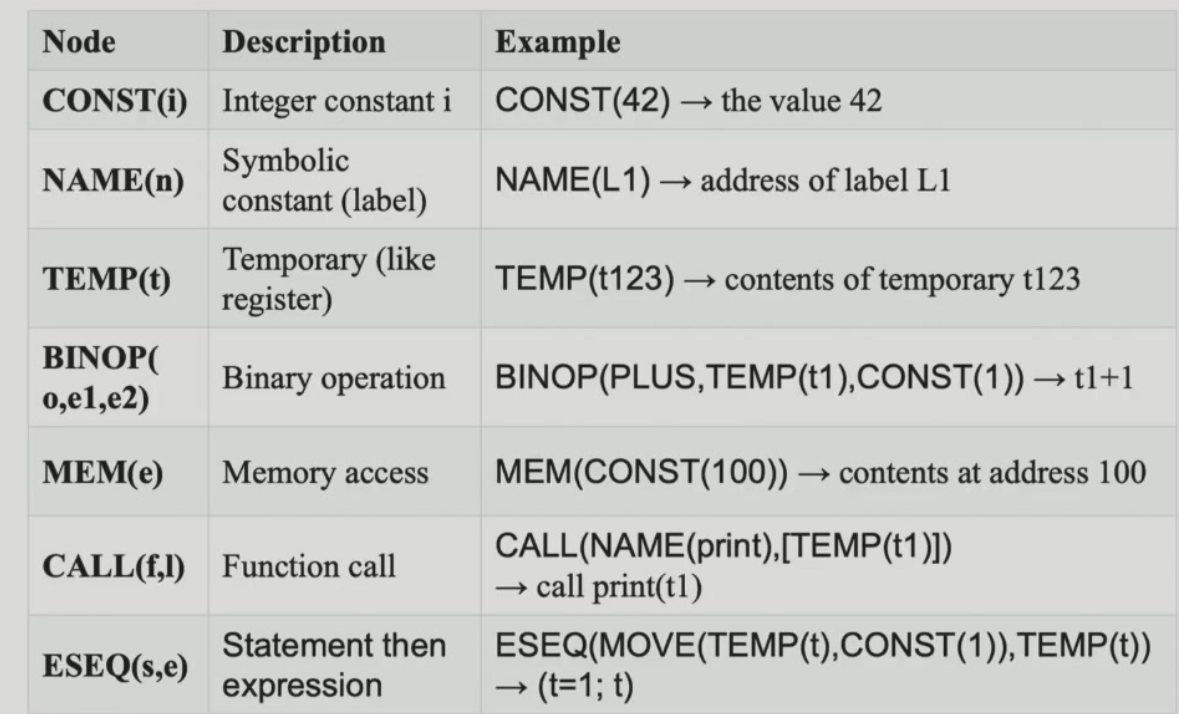 Node Description Example
CONST(i) Integer constant i CONST(42) → the value 42
NAME(n) Symbolic constant (label) NAME(L1) → address of label L1
TEMP(t) Temporary (like register) TEMP(t123) → contents of temporary t123
BINOP(
o,e1,e2) Binary operation BINOP(PLUS,TEMP(t1),CONST(1)) → t1+1
MEM(e) Memory access MEM(CONST(100)) → contents at address 100
CALL(f,l) Function call CALL(NAME(print),[TEMP(t1)])
→ call print(t1)
ESEQ(s,e) Statement then expression ESEQ(MOVE(TEMP(t),CONST(1)),TEMP(t))
→ (t=1; t)